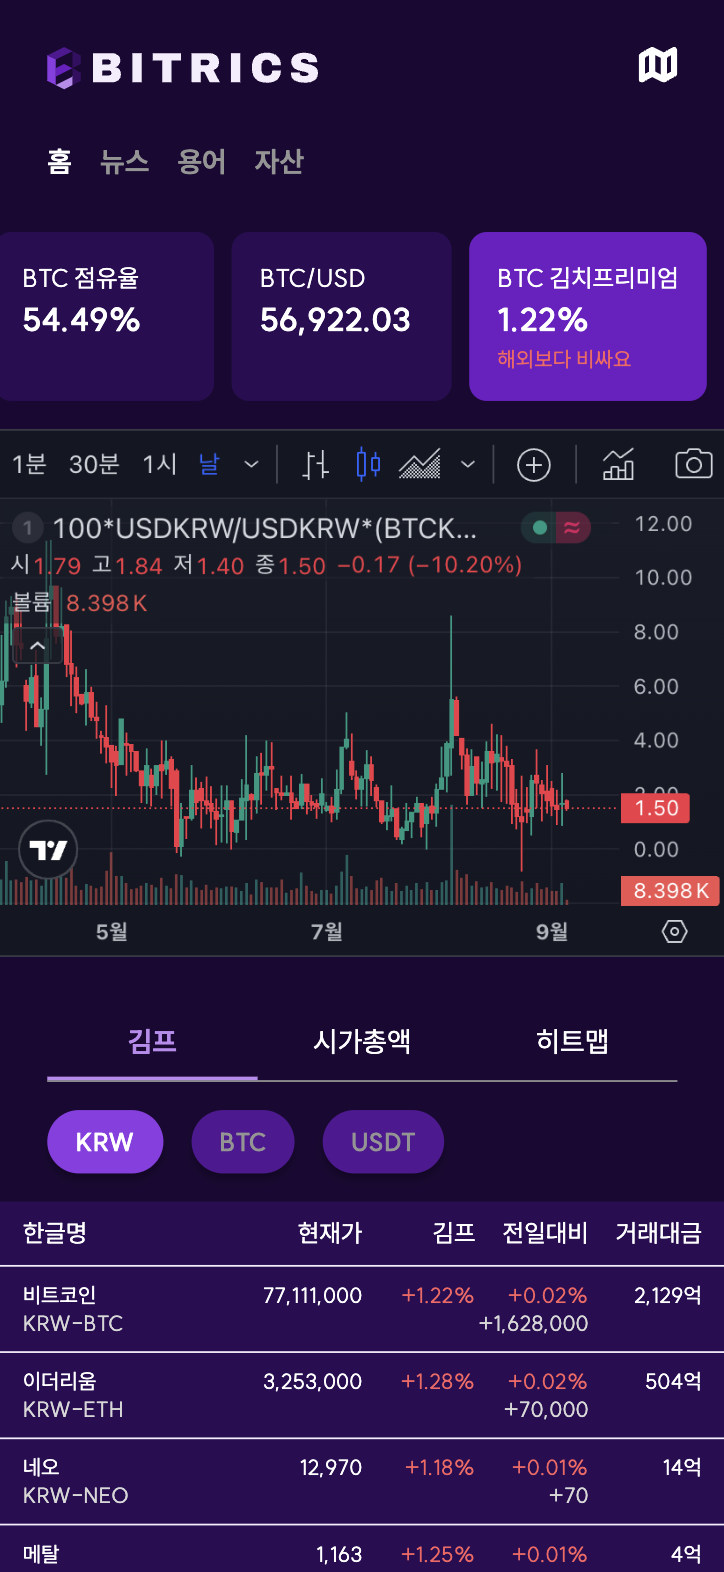 BITRICS
홈 뉴스 용어 자산
BTC 점유율
54.49%
BTC/USD
56,922.03
BTC 김치프리미엄
1.22%
해외보다 비싸요
1분 30분 1시 날
1 100*USDKRW/USDKRW*(BTCK...
시1.79 고1.84 저1.40 종1.50 −0.17 (−10.20%)
볼륨 8.398K
12.00
10.00
8.00
6.00
4.00
2.00
1.50
0.00
8.398K
5월 7월 9월
김프 시가총액 히트맵
KRW BTC USDT
한글명 현재가 김프 전일대비 거래대금
비트코인 77,111,000 +1.22% +0.02% 2,129억
KRW-BTC +1,628,000
이더리움 3,253,000 +1.28% +0.02% 504억
KRW-ETH +70,000
네오 12,970 +1.18% +0.01% 14억
KRW-NEO +70
메탈 1,163 +1.25% +0.01% 4억